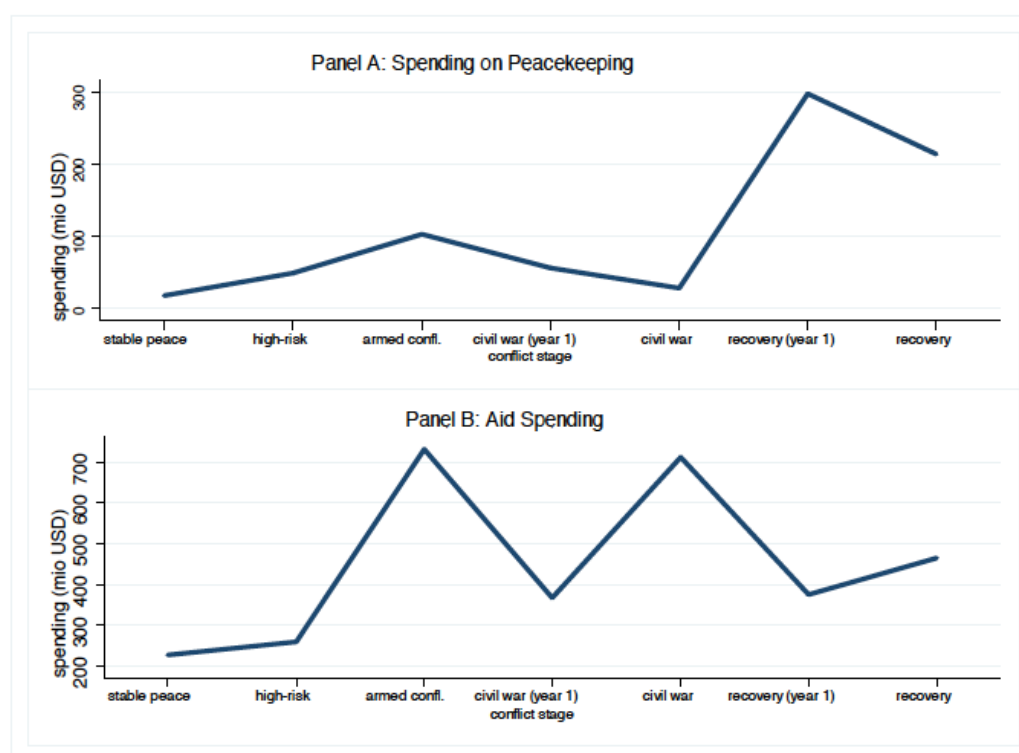 Panel A: Spending on Peacekeeping
spending (mio USD)
300
200
100
0
stable peace high-risk armed confl. civil war (year 1) civil war recovery (year 1) recovery
conflict stage
Panel B: Aid Spending
spending (mio USD)
700
600
500
400
300
200
stable peace high-risk armed confl. civil war (year 1) civil war recovery (year 1) recovery
conflict stage